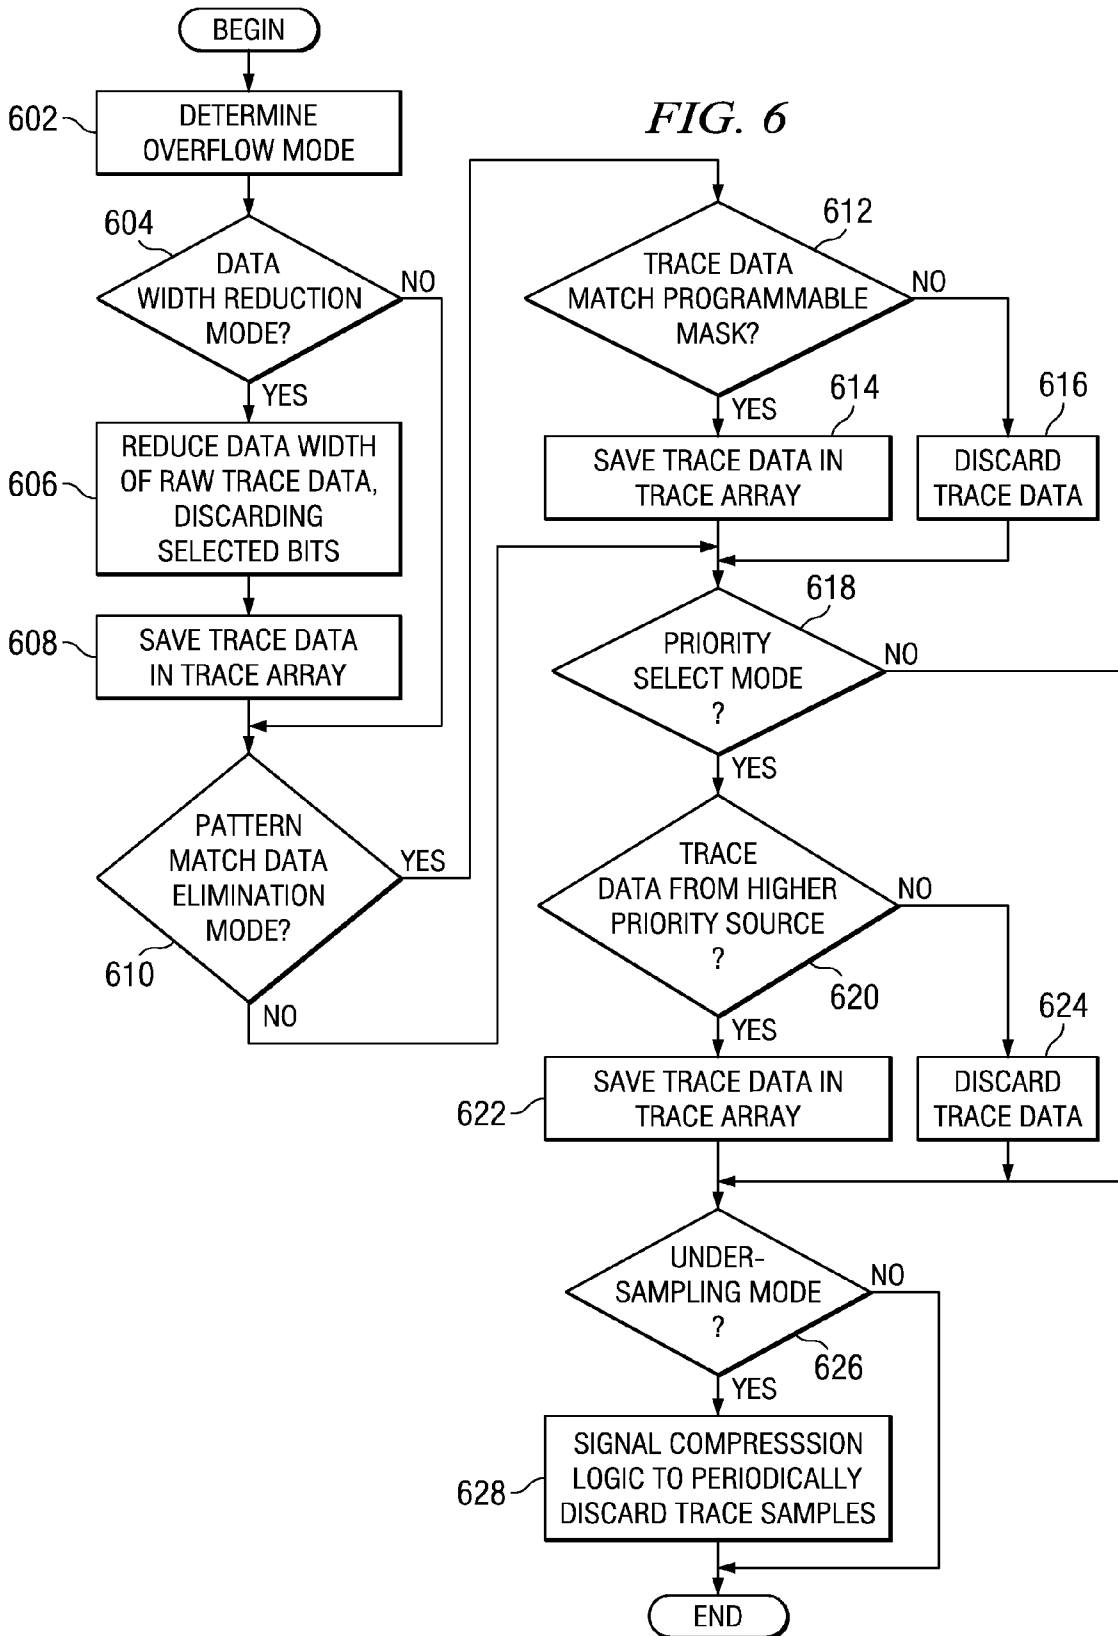 BEGIN
602
DETERMINE
OVERFLOW MODE
FIG. 6
604
DATA
WIDTH REDUCTION
MODE?
NO
YES
606
REDUCE DATA WIDTH
OF RAW TRACE DATA,
DISCARDING
SELECTED BITS
608
SAVE TRACE DATA
IN TRACE ARRAY
PATTERN
MATCH DATA
ELIMINATION
MODE?
YES
610
NO
612
TRACE DATA
MATCH PROGRAMMABLE
MASK?
NO
YES
614
SAVE TRACE DATA IN
TRACE ARRAY
616
DISCARD
TRACE DATA
618
PRIORITY
SELECT MODE
?
NO
YES
TRACE
DATA FROM HIGHER
PRIORITY SOURCE
?
NO
620
YES
622
SAVE TRACE DATA IN
TRACE ARRAY
624
DISCARD
TRACE DATA
UNDER-
SAMPLING MODE
?
NO
626
YES
628
SIGNAL COMPRESSSION
LOGIC TO PERIODICALLY
DISCARD TRACE SAMPLES
END